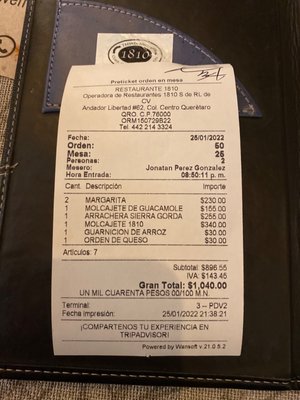 1810
Preticket orden en mesa
RESTAURANTE 1810
Operadora de Restaurantes 1810 S de RL de
CV
Andador Libertad #62. Col. Centro Querétaro
QRO. C.P.76000
ORM150729B22
Tel. 442 214 3324
Fecha: 25/01/2022
Orden: 50
Mesa: 25
Personas: 2
Mesero: Jonatan Perez Gonzalez
Hora Entrada: 08:50:11 p. m.
Cant. Descripción Importe
2 MARGARITA $230.00
1 MOLCAJETE DE GUACAMOLE $155.00
1 ARRACHERA SIERRA GORDA $255.00
1 MOLCAJETE 1810 $340.00
1 GUARNICION DE ARROZ $30.00
1 ORDEN DE QUESO $30.00
Articulos: 7
Subtotal: $896.55
IVA: $143.45
Gran Total: $1,040.00
UN MIL CUARENTA PESOS 00/100 M.N.
Terminal: 3 -- PDV2
Fecha impresión: 25/01/2022 21:38:21
¡COMPARTENOS TU EXPERIENCIA EN
TRIPADVISOR!
Powered by Wansoft v.21.0.5.2